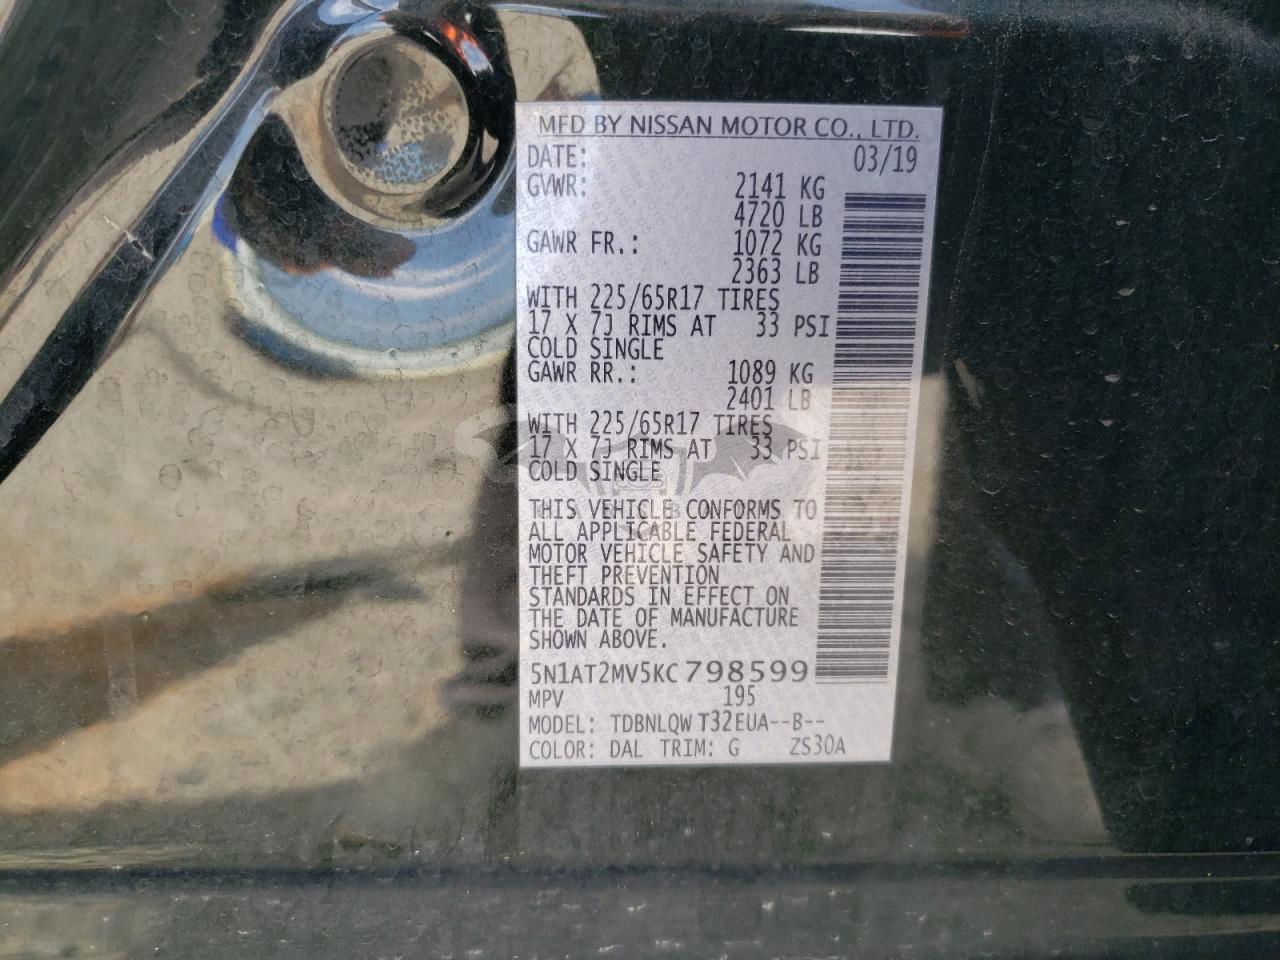 MFD BY NISSAN MOTOR CO., LTD.
DATE: 03/19
GVWR: 2141 KG
4720 LB
GAWR FR.: 1072 KG
2363 LB
WITH 225/65R17 TIRES
17 X 7J RIMS AT 33 PSI
COLD SINGLE
GAWR RR.: 1089 KG
2401 LB
WITH 225/65R17 TIRES
17 X 7J RIMS AT 33 PSI
COLD SINGLE
THIS VEHICLE CONFORMS TO
ALL APPLICABLE FEDERAL
MOTOR VEHICLE SAFETY AND
THEFT PREVENTION
STANDARDS IN EFFECT ON
THE DATE OF MANUFACTURE
SHOWN ABOVE.
5N1AT2MV5KC798599
MPV 195
MODEL: TDBNLQW T32EUA--B--
COLOR: DAL TRIM: G ZS30A